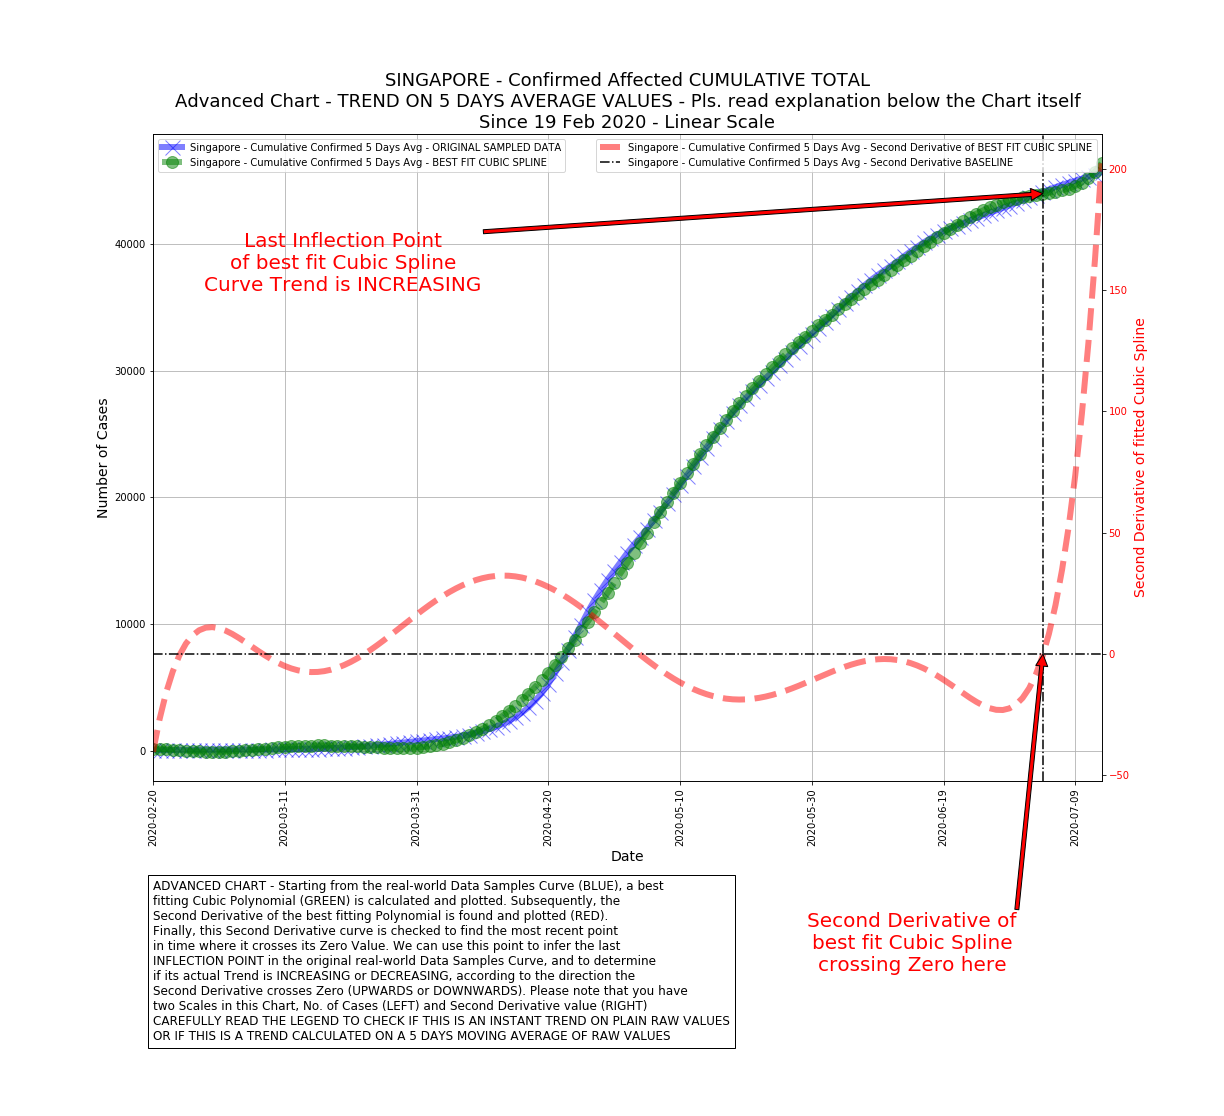 SINGAPORE - Confirmed Affected CUMULATIVE TOTAL
Advanced Chart - TREND ON 5 DAYS AVERAGE VALUES - Pls. read explanation below the Chart itself
Since 19 Feb 2020 - Linear Scale
Singapore - Cumulative Confirmed 5 Days Avg - ORIGINAL SAMPLED DATA
Singapore - Cumulative Confirmed 5 Days Avg - BEST FIT CUBIC SPLINE
Singapore - Cumulative Confirmed 5 Days Avg - Second Derivative of BEST FIT CUBIC SPLINE
Singapore - Cumulative Confirmed 5 Days Avg - Second Derivative BASELINE
Last Inflection Point
of best fit Cubic Spline
Curve Trend is INCREASING
Number of Cases
40000
30000
20000
10000
0
200
150
100
50
0
−50
Second Derivative of fitted Cubic Spline
2020-02-20
2020-03-11
2020-03-31
2020-04-20
2020-05-10
2020-05-30
2020-06-19
2020-07-09
Date
ADVANCED CHART - Starting from the real-world Data Samples Curve (BLUE), a best
fitting Cubic Polynomial (GREEN) is calculated and plotted. Subsequently, the
Second Derivative of the best fitting Polynomial is found and plotted (RED).
Finally, this Second Derivative curve is checked to find the most recent point
in time where it crosses its Zero Value. We can use this point to infer the last
INFLECTION POINT in the original real-world Data Samples Curve, and to determine
if its actual Trend is INCREASING or DECREASING, according to the direction the
Second Derivative crosses Zero (UPWARDS or DOWNWARDS). Please note that you have
two Scales in this Chart, No. of Cases (LEFT) and Second Derivative value (RIGHT)
CAREFULLY READ THE LEGEND TO CHECK IF THIS IS AN INSTANT TREND ON PLAIN RAW VALUES
OR IF THIS IS A TREND CALCULATED ON A 5 DAYS MOVING AVERAGE OF RAW VALUES
Second Derivative of
best fit Cubic Spline
crossing Zero here